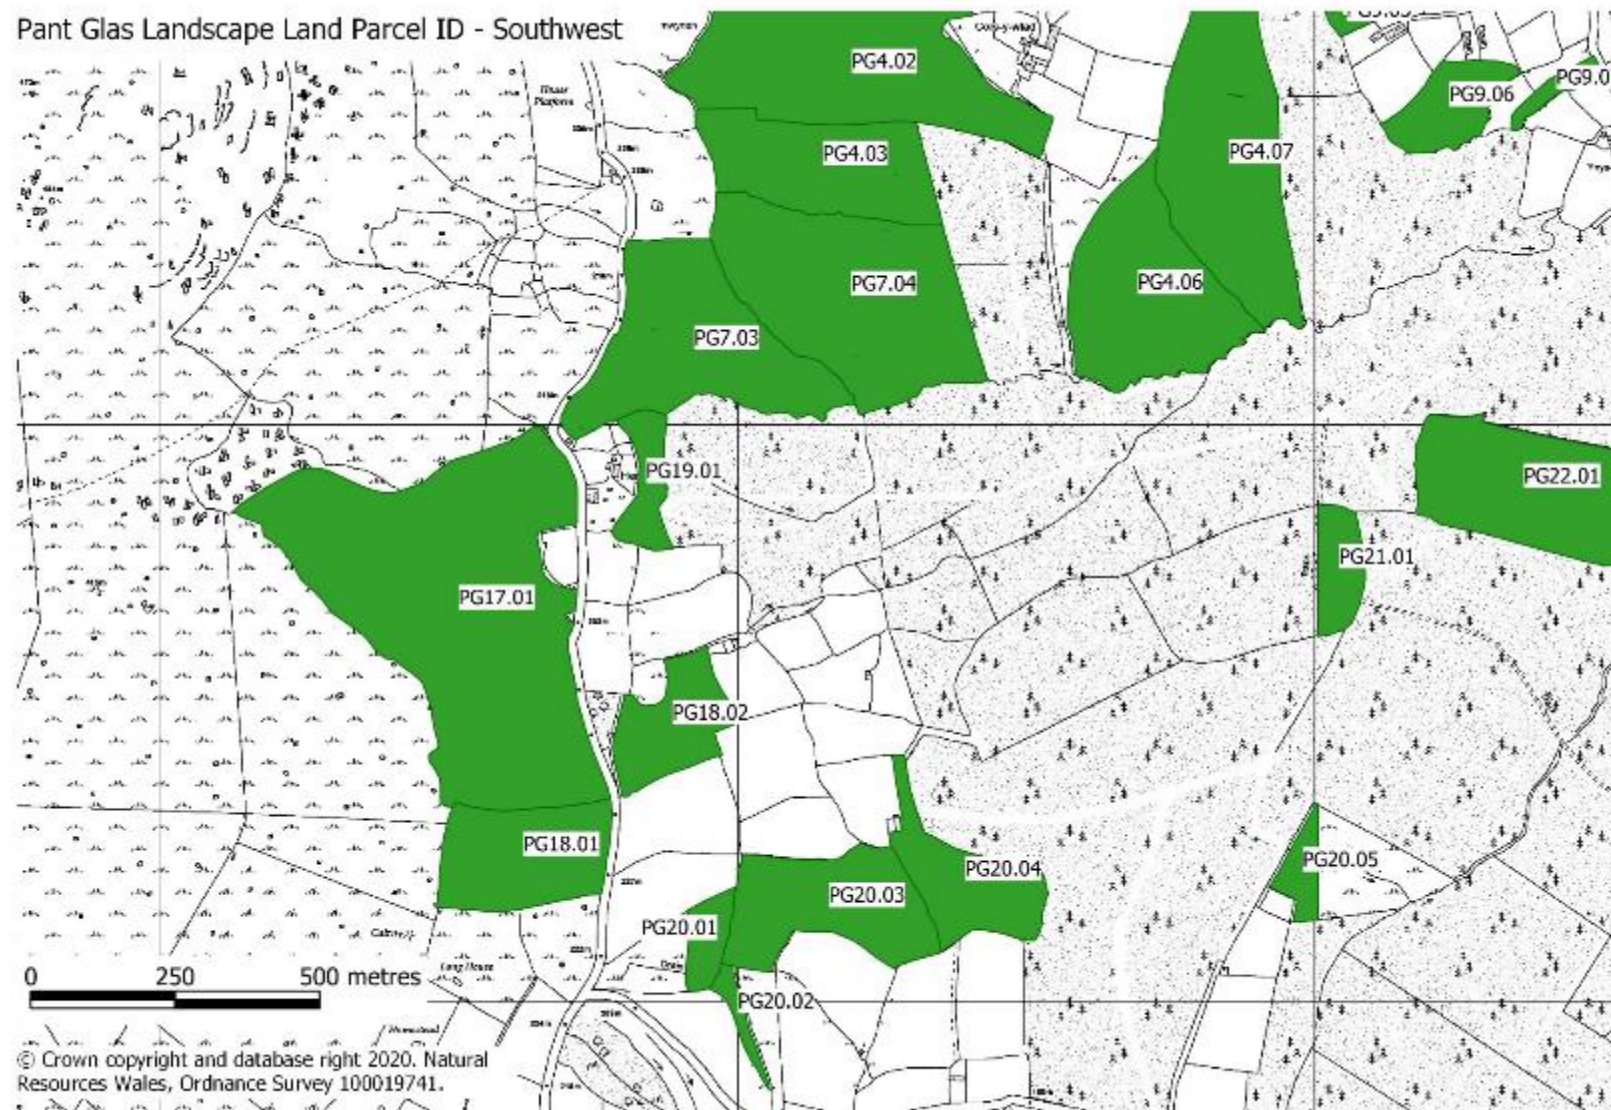 Pant Glas Landscape Land Parcel ID - Southwest
PG4.02
PG9.06
PG4.03
PG4.07
PG7.04
PG4.06
PG7.03
PG19.01
PG22.01
PG21.01
PG17.01
PG18.02
PG18.01
PG20.05
PG20.04
PG20.03
PG20.01
Long House
0 250 500 metres
PG20.02
Homestead
© Crown copyright and database right 2020. Natural
Resources Wales, Ordnance Survey 100019741.